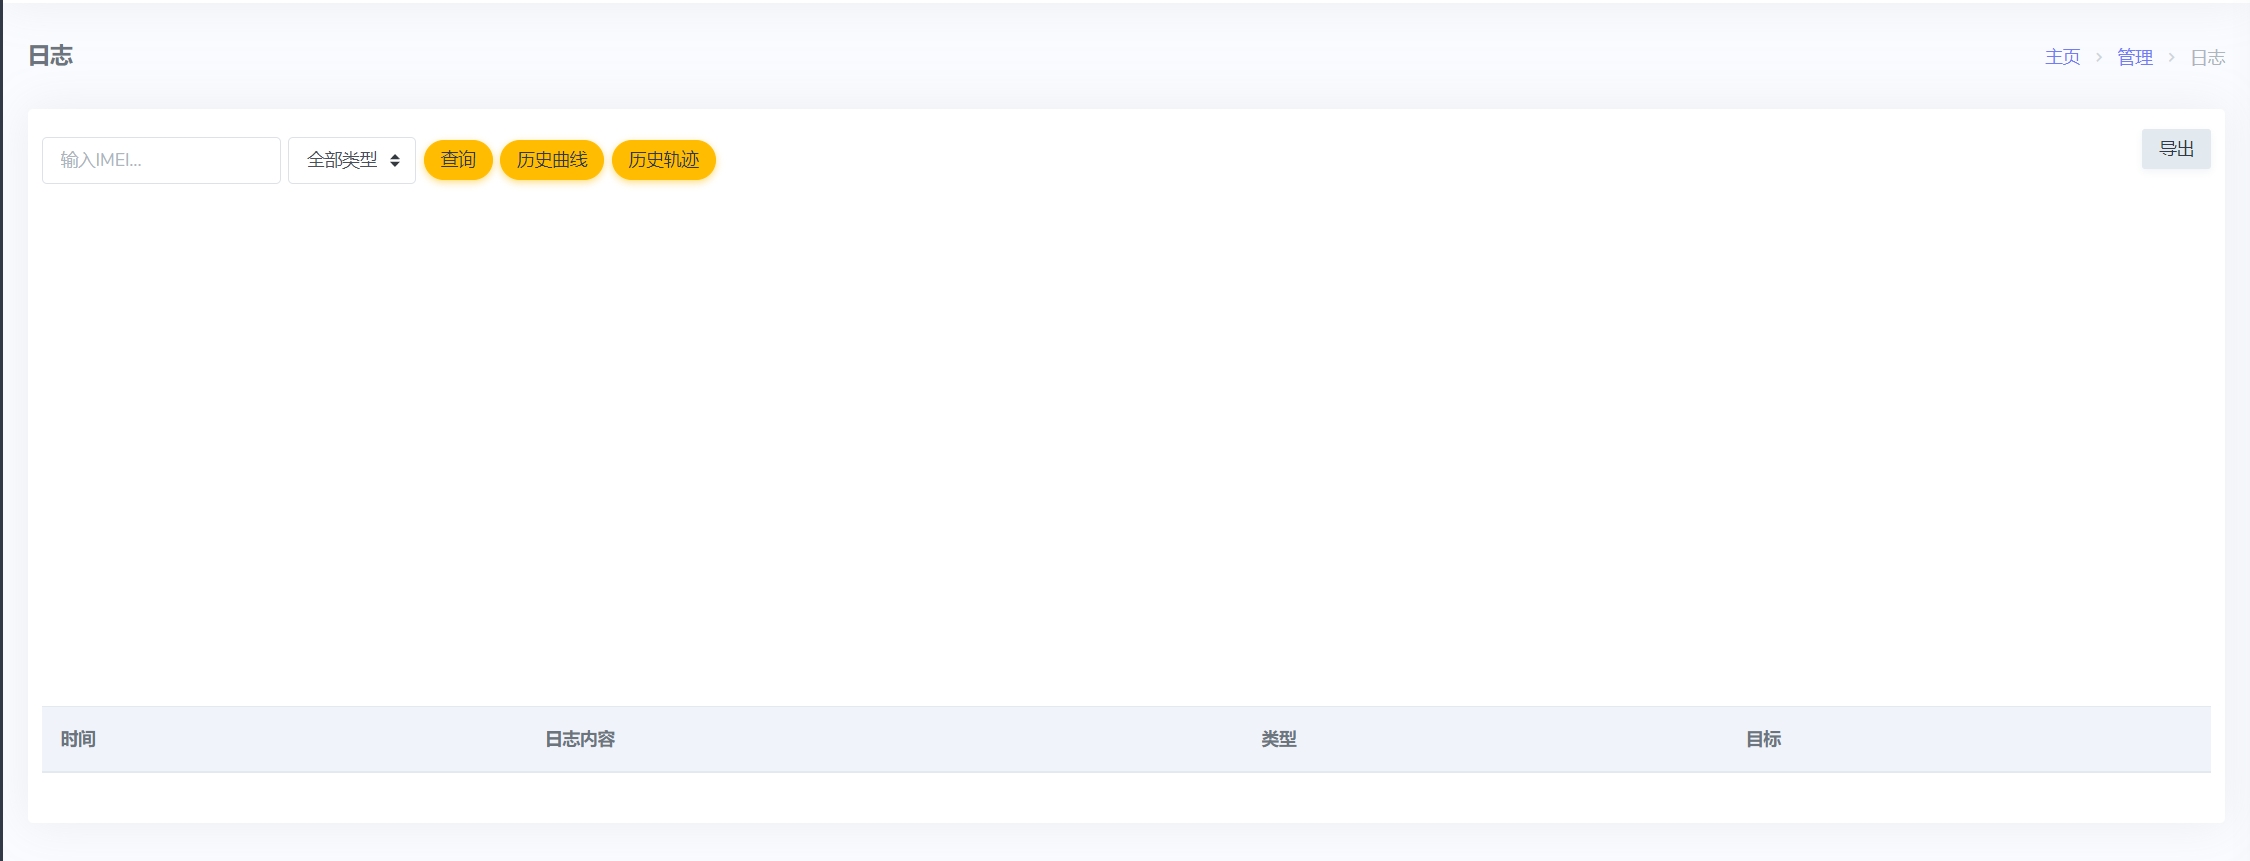 日志
主页 > 管理 > 日志
输入IMEI... 全部类型 查询 历史曲线 历史轨迹 导出
时间 日志内容 类型 目标